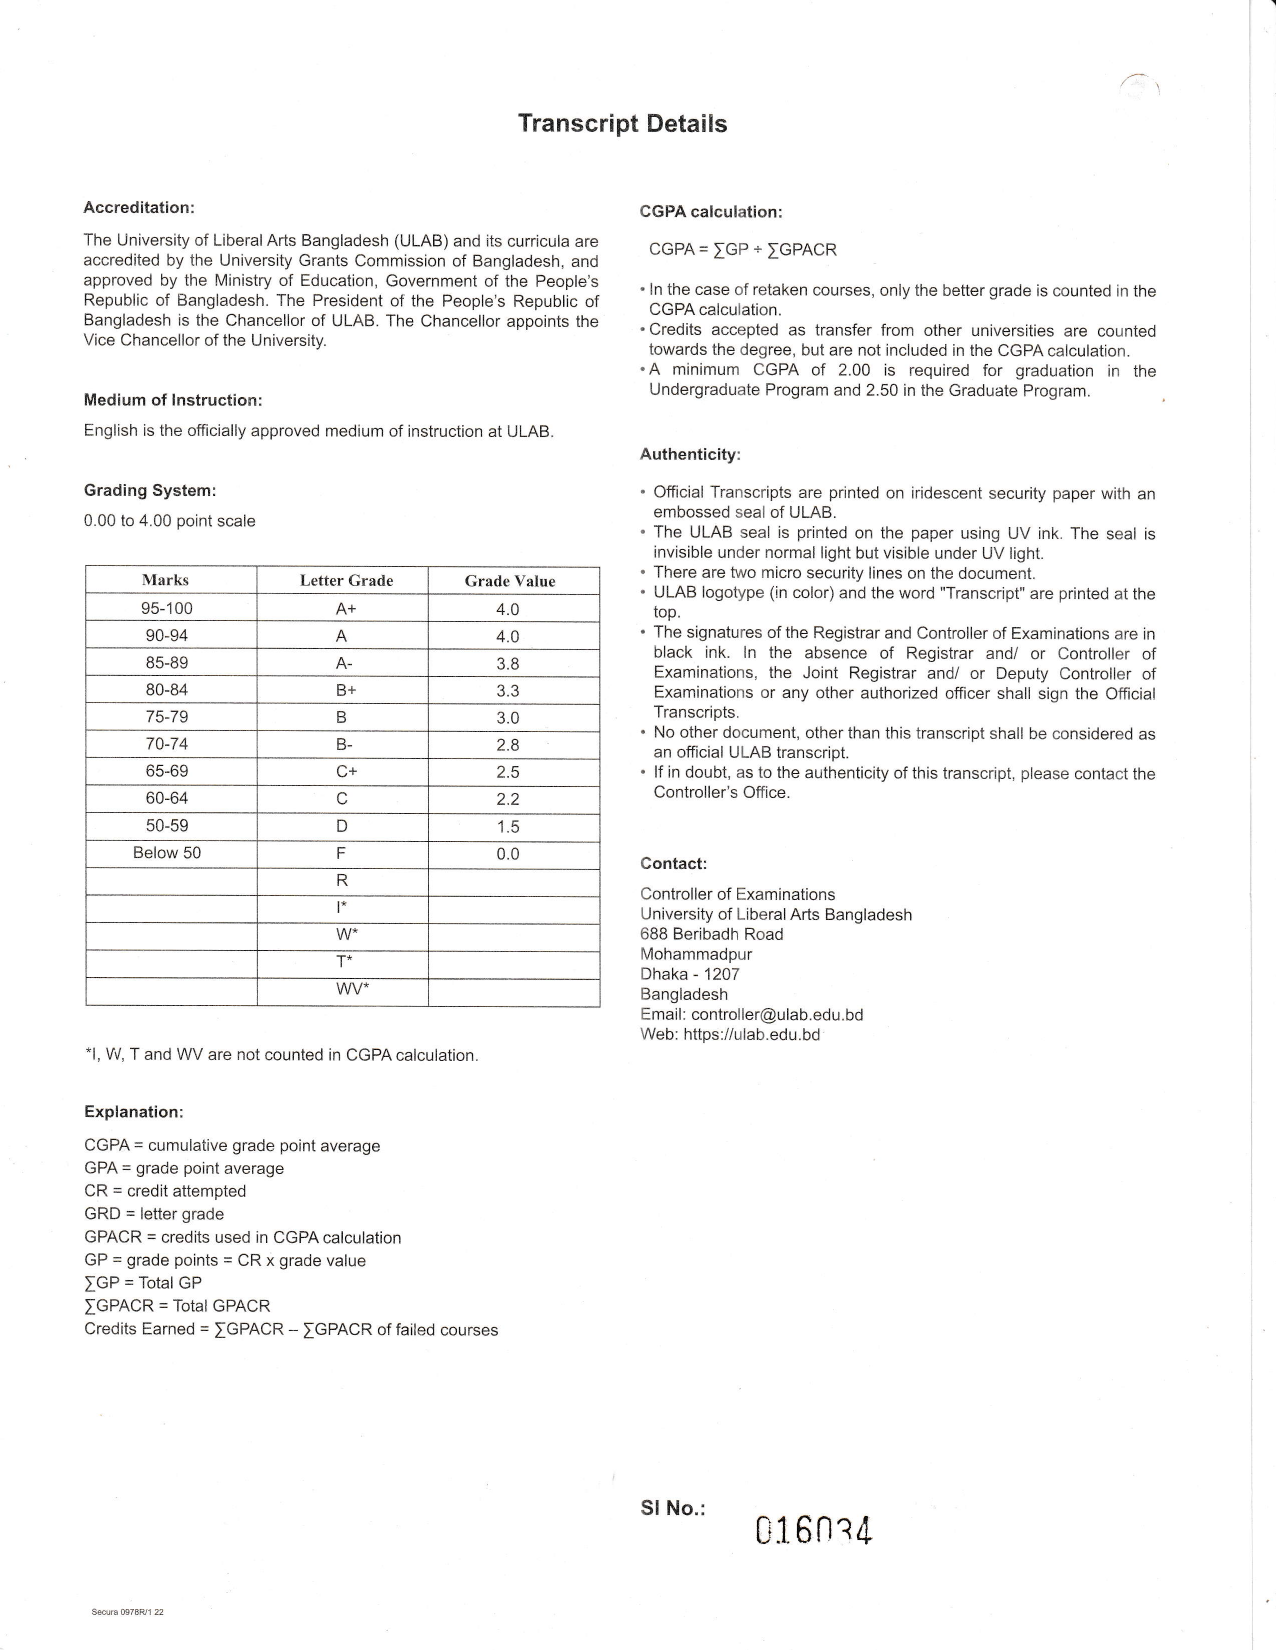 Transcript Details
Accreditation:
The University of Liberal Arts Bangladesh (ULAB) and its curricula are
accredited by the University Grants Commission of Bangladesh, and
approved by the Ministry of Education, Government of the People's
Republic of Bangladesh. The President of the People's Republic of
Bangladesh is the Chancellor of ULAB. The Chancellor appoints the
Vice Chancellor of the University.
Medium of Instruction:
English is the officially approved medium of instruction at ULAB.
Grading System:
0.00 to 4.00 point scale
Marks Letter Grade Grade Value
95-100 A+ 4.0
90-94 A 4.0
85-89 A- 3.8
80-84 B+ 3.3
75-79 B 3.0
70-74 B- 2.8
65-69 C+ 2.5
60-64 C 2.2
50-59 D 1.5
Below 50 F 0.0
R
I*
W*
T*
WV*
*I, W, T and WV are not counted in CGPA calculation.
Explanation:
CGPA = cumulative grade point average
GPA = grade point average
CR = credit attempted
GRD = letter grade
GPACR = credits used in CGPA calculation
GP = grade points = CR x grade value
∑GP = Total GP
∑GPACR = Total GPACR
Credits Earned = ∑GPACR – ∑GPACR of failed courses
CGPA calculation:
CGPA = ∑GP ÷ ∑GPACR
• In the case of retaken courses, only the better grade is counted in the
CGPA calculation.
• Credits accepted as transfer from other universities are counted
towards the degree, but are not included in the CGPA calculation.
• A minimum CGPA of 2.00 is required for graduation in the
Undergraduate Program and 2.50 in the Graduate Program.
Authenticity:
• Official Transcripts are printed on iridescent security paper with an
embossed seal of ULAB.
• The ULAB seal is printed on the paper using UV ink. The seal is
invisible under normal light but visible under UV light.
• There are two micro security lines on the document.
• ULAB logotype (in color) and the word "Transcript" are printed at the
top.
• The signatures of the Registrar and Controller of Examinations are in
black ink. In the absence of Registrar and/ or Controller of
Examinations, the Joint Registrar and/ or Deputy Controller of
Examinations or any other authorized officer shall sign the Official
Transcripts.
• No other document, other than this transcript shall be considered as
an official ULAB transcript.
• If in doubt, as to the authenticity of this transcript, please contact the
Controller's Office.
Contact:
Controller of Examinations
University of Liberal Arts Bangladesh
688 Beribadh Road
Mohammadpur
Dhaka - 1207
Bangladesh
Email: controller@ulab.edu.bd
Web: https://ulab.edu.bd
SI No.:
016034
Secura 0978R/1 22